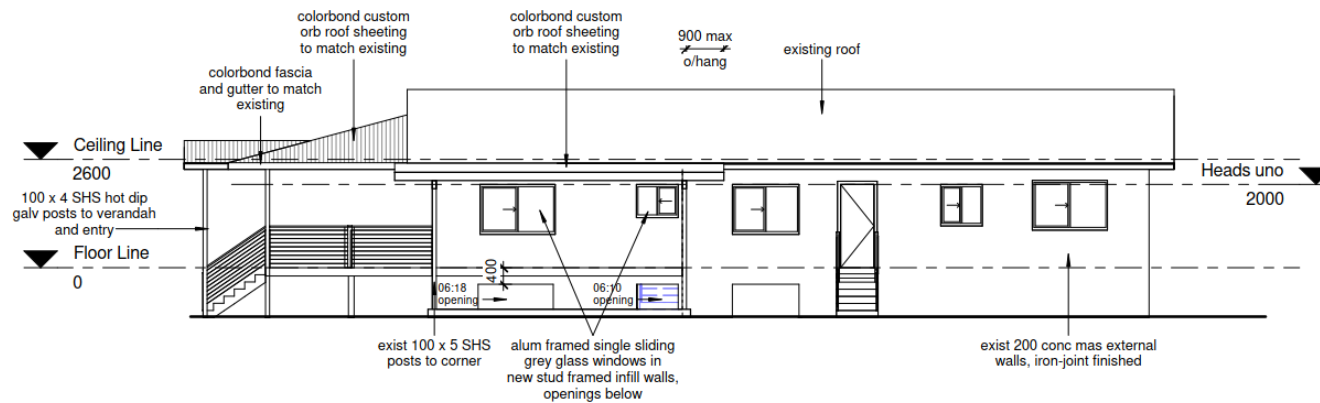 colorbond custom
orb roof sheeting
to match existing
colorbond custom
orb roof sheeting
to match existing
900 max
o/hang
existing roof
colorbond fascia
and gutter to match
existing
Ceiling Line
2600
Heads uno
2000
100 x 4 SHS hot dip
galv posts to verandah
and entry
Floor Line
0
400
06:18
opening
06:10
opening
exist 100 x 5 SHS
posts to corner
alum framed single sliding
grey glass windows in
new stud framed infill walls,
openings below
exist 200 conc mas external
walls, iron-joint finished